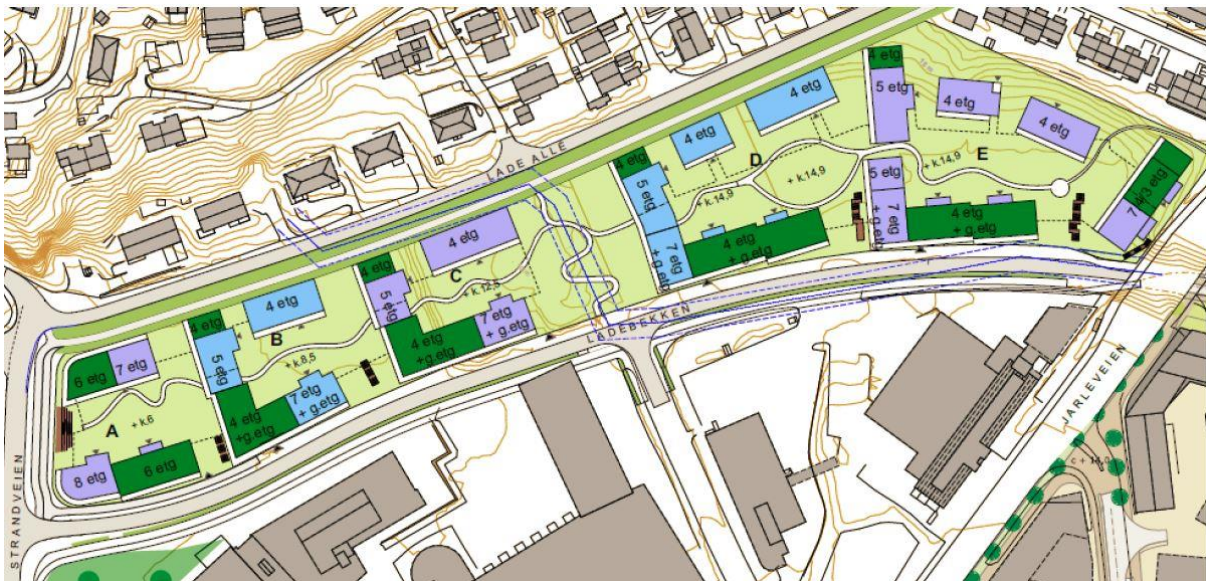 4 etg
5 etg
4 etg
4 etg
4 etg
4 etg
LADE ALLÉ
4 etg
5 etg
D
+ k.14,9
+ k.14,9
5 etg
7 etg
+ g.etg
E
+ k.14,9
4 etg
+ g.etg
7
4/3 etg
7 etg
+ g.etg
4 etg
+ g.etg
4 etg
C
+ k.12,5
4 etg
5 etg
4 etg
+g.etg
7 etg
+ g.etg
LADEBEKKEN
4 etg
B
+ k.8,5
4 etg
5 etg
4 etg
+g.etg
7 etg
+ g.etg
6 etg
7 etg
A
+ k.6
8 etg
6 etg
STRANDVEIEN
JARLEVEIEN